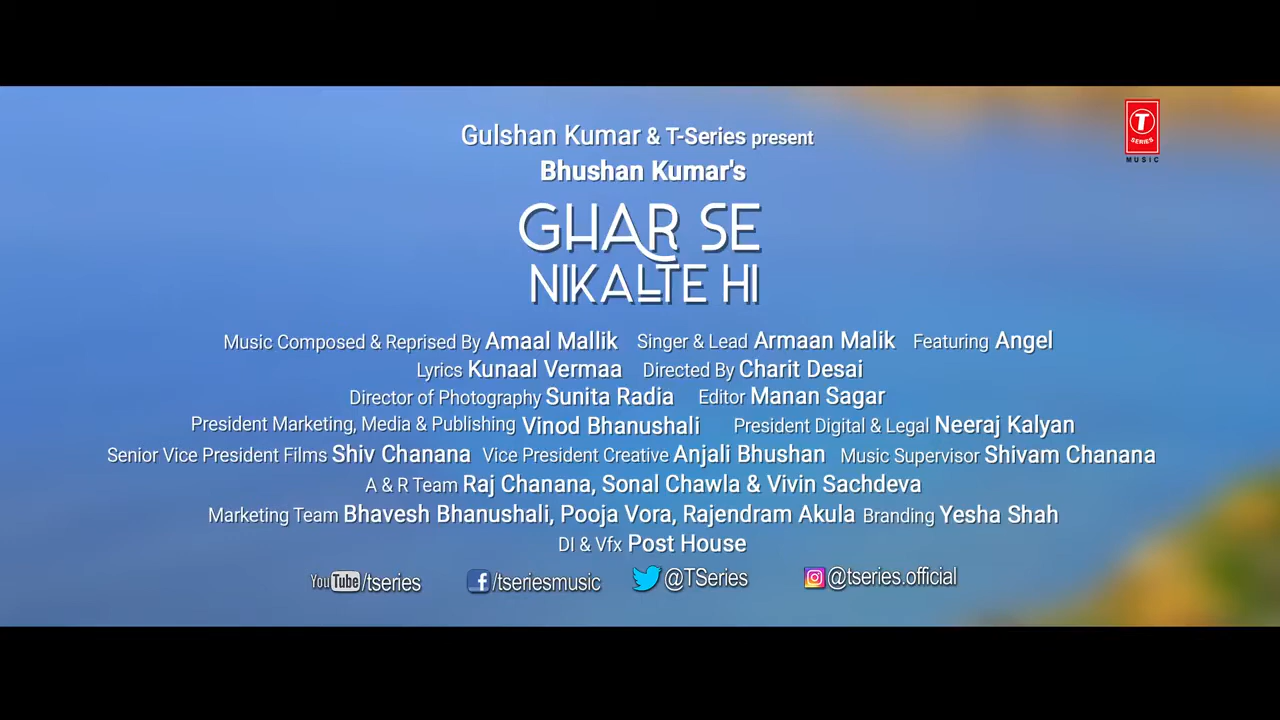 Gulshan Kumar & T-Series present
T
SERIES
MUSIC
Bhushan Kumar's
GHAR SE
NIKALTE HI
Music Composed & Reprised By Amaal Mallik Singer & Lead Armaan Malik Featuring Angel
Lyrics Kunaal Vermaa Directed By Charit Desai
Director of Photography Sunita Radia Editor Manan Sagar
President Marketing, Media & Publishing Vinod Bhanushali President Digital & Legal Neeraj Kalyan
Senior Vice President Films Shiv Chanana Vice President Creative Anjali Bhushan Music Supervisor Shivam Chanana
A & R Team Raj Chanana, Sonal Chawla & Vivin Sachdeva
Marketing Team Bhavesh Bhanushali, Pooja Vora, Rajendram Akula Branding Yesha Shah
DI & Vfx Post House
YouTube/tseries f/tseriesmusic @TSeries @tseries.official